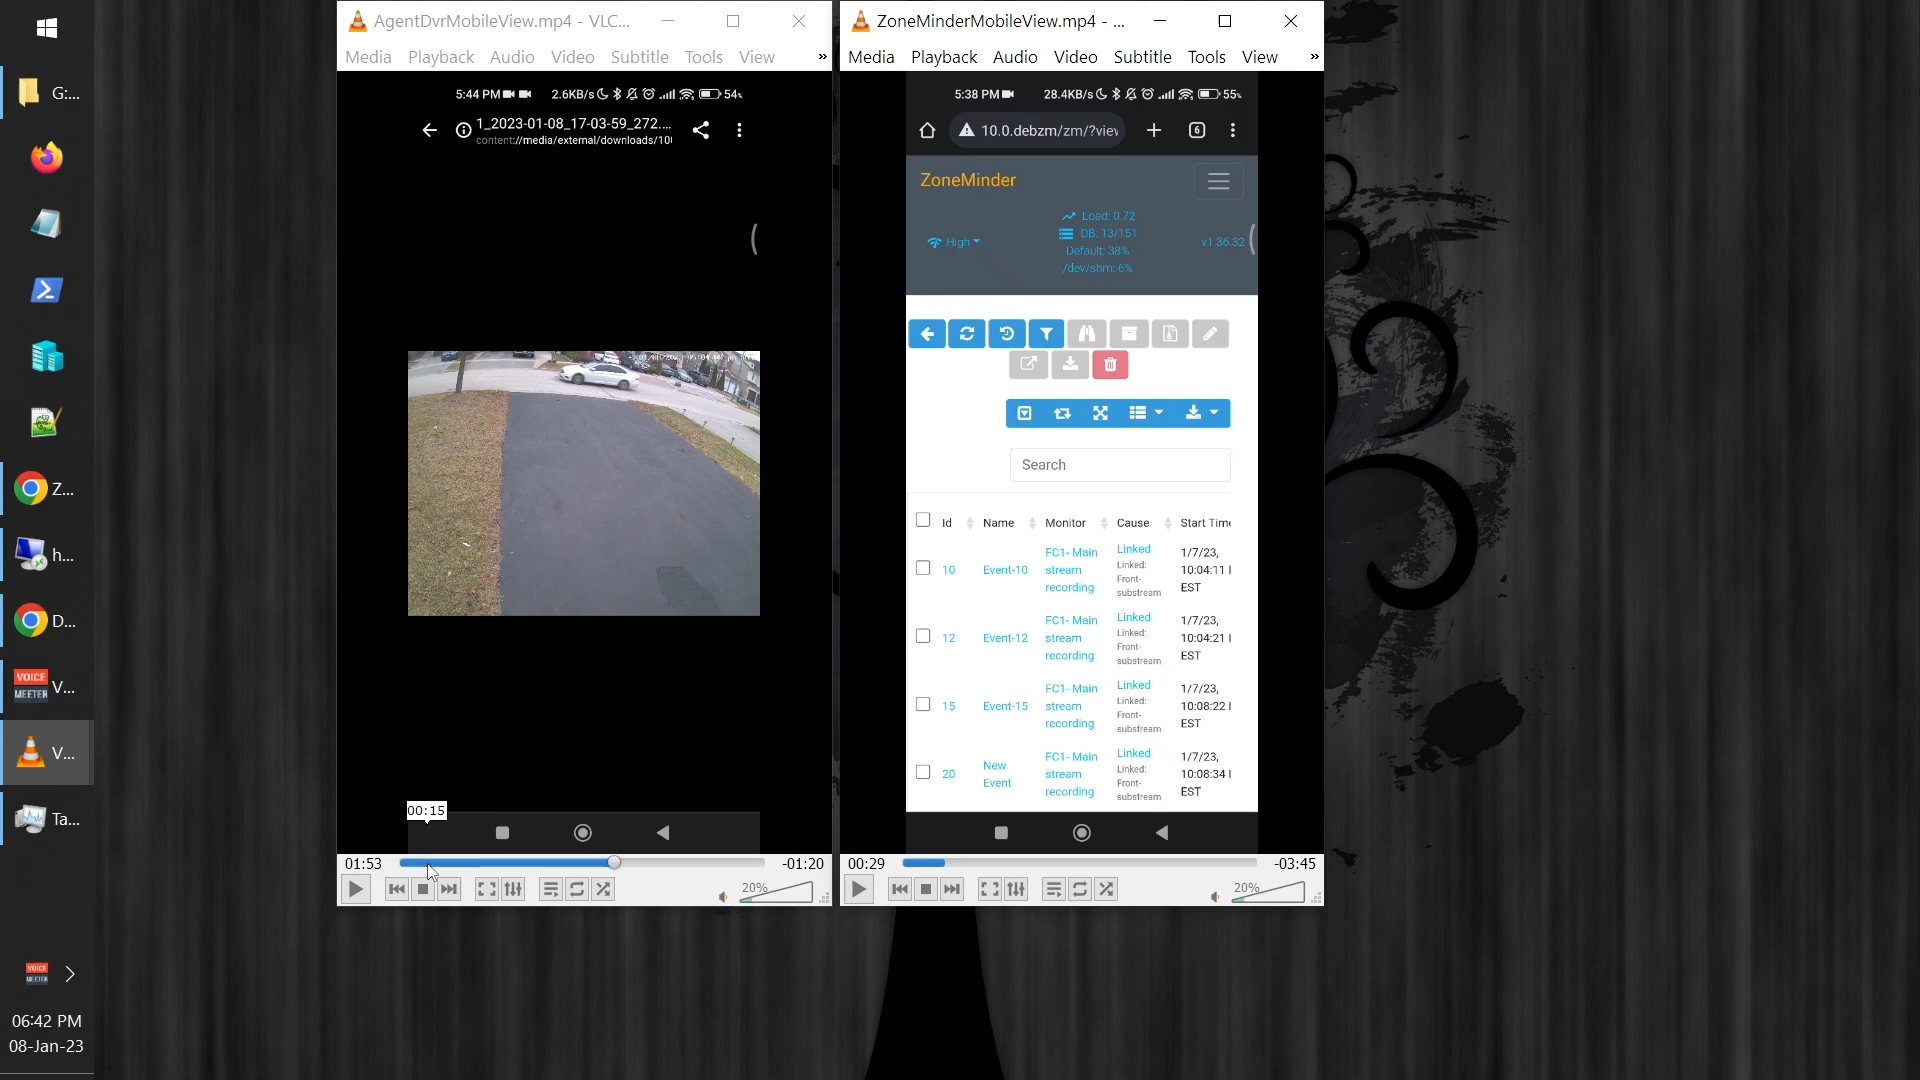 G:...
Z...
h...
D...
VOICE
MEETER
V...
V...
Ta...
VOICE
MEETER
06:42 PM
08-Jan-23
AgentDvrMobileView.mp4 - VLC...
Media Playback Audio Video Subtitle Tools View »
5:44 PM 2.6KB/s 54%
1_2023-01-08_17-03-59_272....
content://media/external/downloads/10
00:15
01:53 -01:20
20%
ZoneMinderMobileView.mp4 - ...
Media Playback Audio Video Subtitle Tools View »
5:38 PM 28.4KB/s 55%
10.0.debzm/zm/?view
6
ZoneMinder
Load: 0.72
High DB: 13/151 v1.36.32
Default: 38%
/dev/shm: 6%
Search
Id Name Monitor Cause Start Time
10 Event-10 FC1- Main stream recording Linked Linked: Front-substream 1/7/23, 10:04:11 EST
12 Event-12 FC1- Main stream recording Linked Linked: Front-substream 1/7/23, 10:04:21 EST
15 Event-15 FC1- Main stream recording Linked Linked: Front-substream 1/7/23, 10:08:22 EST
20 New Event FC1- Main stream recording Linked Linked: Front-substream 1/7/23, 10:08:34 EST
00:29 -03:45
20%